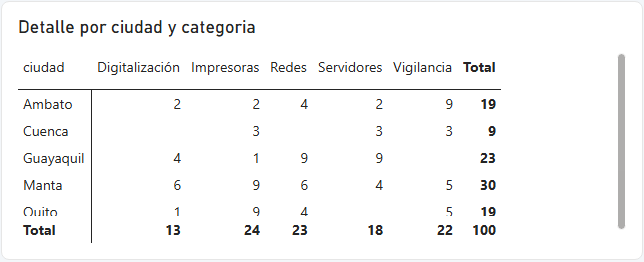 Detalle por ciudad y categoria
ciudad Digitalización Impresoras Redes Servidores Vigilancia Total
Ambato 2 2 4 2 9 19
Cuenca 3 3 3 9
Guayaquil 4 1 9 9 23
Manta 6 9 6 4 5 30
Quito 1 9 4 5 19
Total 13 24 23 18 22 100